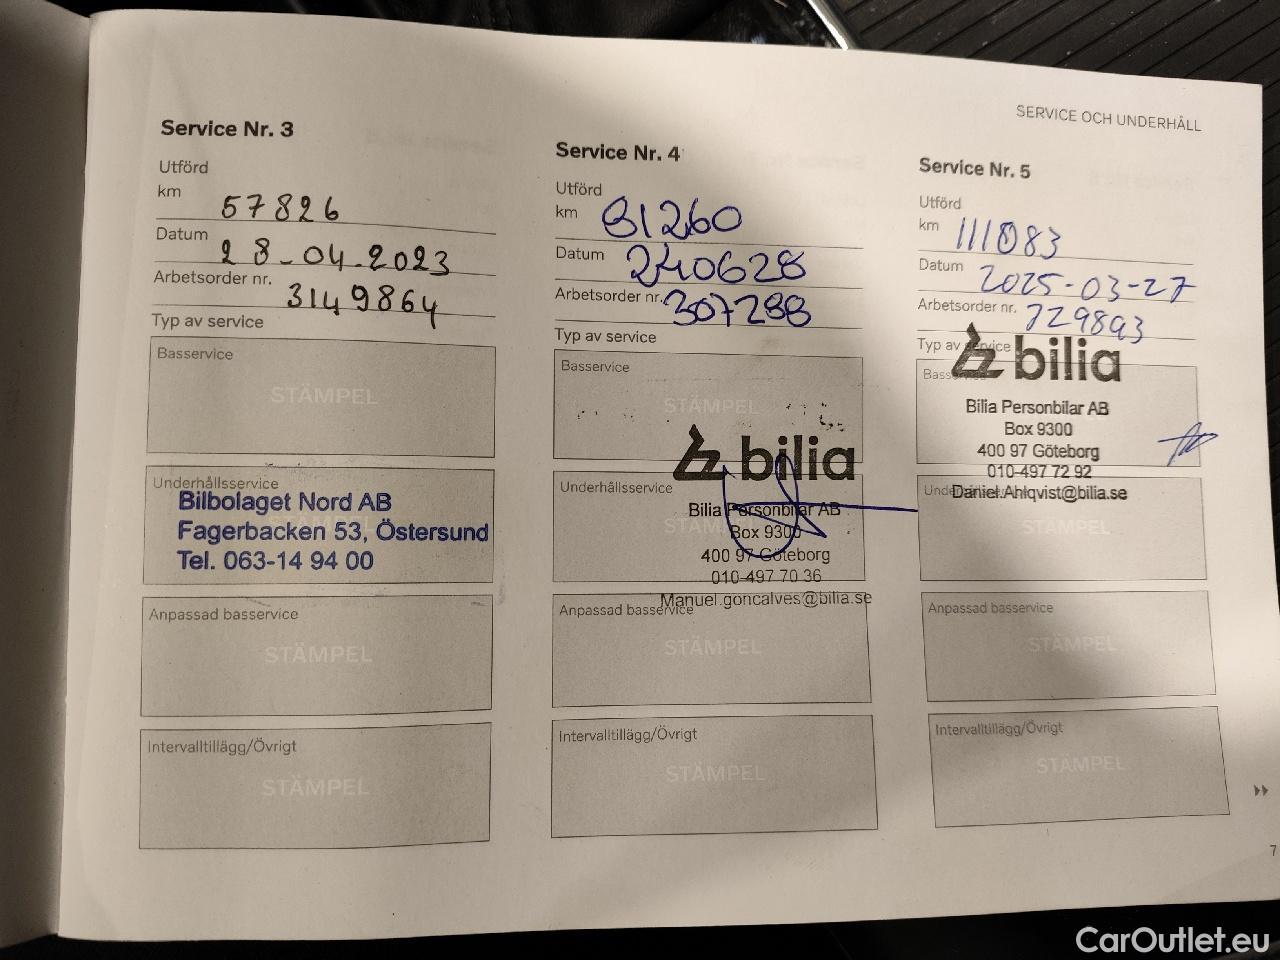 SERVICE OCH UNDERHÅLL
Service Nr. 3
Utförd
km 57826
Datum 28-04-2023
Arbetsorder nr. 3149864
Typ av service
Basservice
STÄMPEL
Underhållsservice
Bilbolaget Nord AB
Fagerbacken 53, Östersund
Tel. 063-14 94 00
Anpassad basservice
STÄMPEL
Intervalltillägg/Övrigt
STÄMPEL
Service Nr. 4
Utförd
km 81260
Datum 240628
Arbetsorder nr. 307288
Typ av service
Basservice
STÄMPEL
bilia
Underhållsservice
STÄMPEL
Bilia Personbilar AB
Box 9300
400 97 Göteborg
010-497 70 36
Manuel.goncalves@bilia.se
Anpassad basservice
STÄMPEL
Intervalltillägg/Övrigt
STÄMPEL
Service Nr. 5
Utförd
km 111083
Datum 2025-03-27
Arbetsorder nr. 729893
Typ av service
bilia
Basservice
Bilia Personbilar AB
Box 9300
400 97 Göteborg
010-497 72 92
Daniel.Ahlqvist@bilia.se
STÄMPEL
Anpassad basservice
STÄMPEL
Intervalltillägg/Övrigt
STÄMPEL
7
CarOutlet.eu